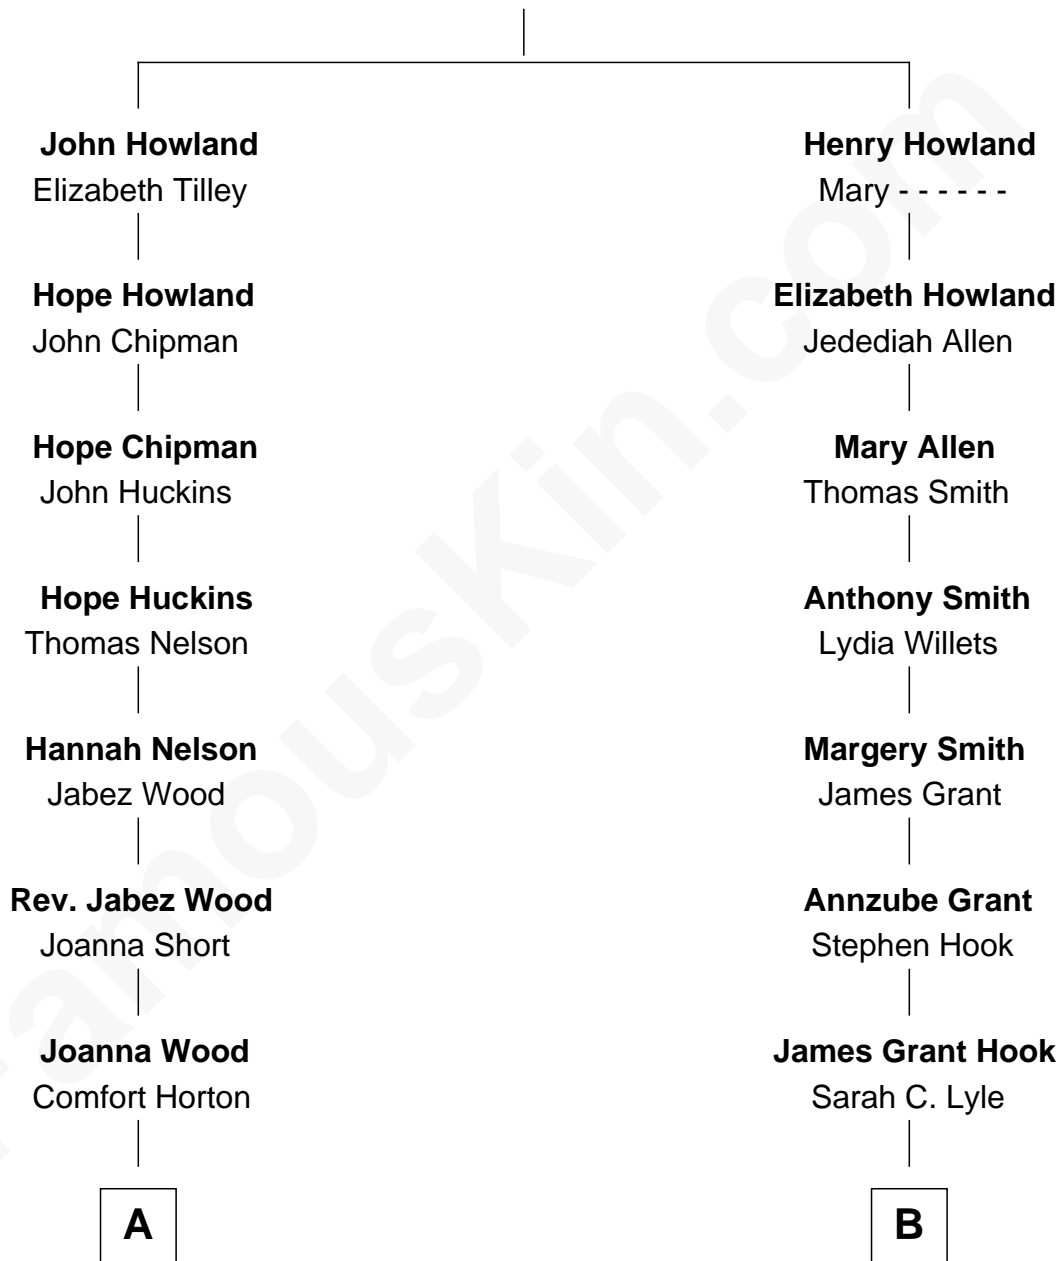 John Howland
Elizabeth Tilley
Hope Howland
John Chipman
Hope Chipman
John Huckins
Hope Huckins
Thomas Nelson
Hannah Nelson
Jabez Wood
Rev. Jabez Wood
Joanna Short
Joanna Wood
Comfort Horton
A
Henry Howland
Mary - - - - - -
Elizabeth Howland
Jedediah Allen
Mary Allen
Thomas Smith
Anthony Smith
Lydia Willets
Margery Smith
James Grant
Annzube Grant
Stephen Hook
James Grant Hook
Sarah C. Lyle
B
FamousKin.com